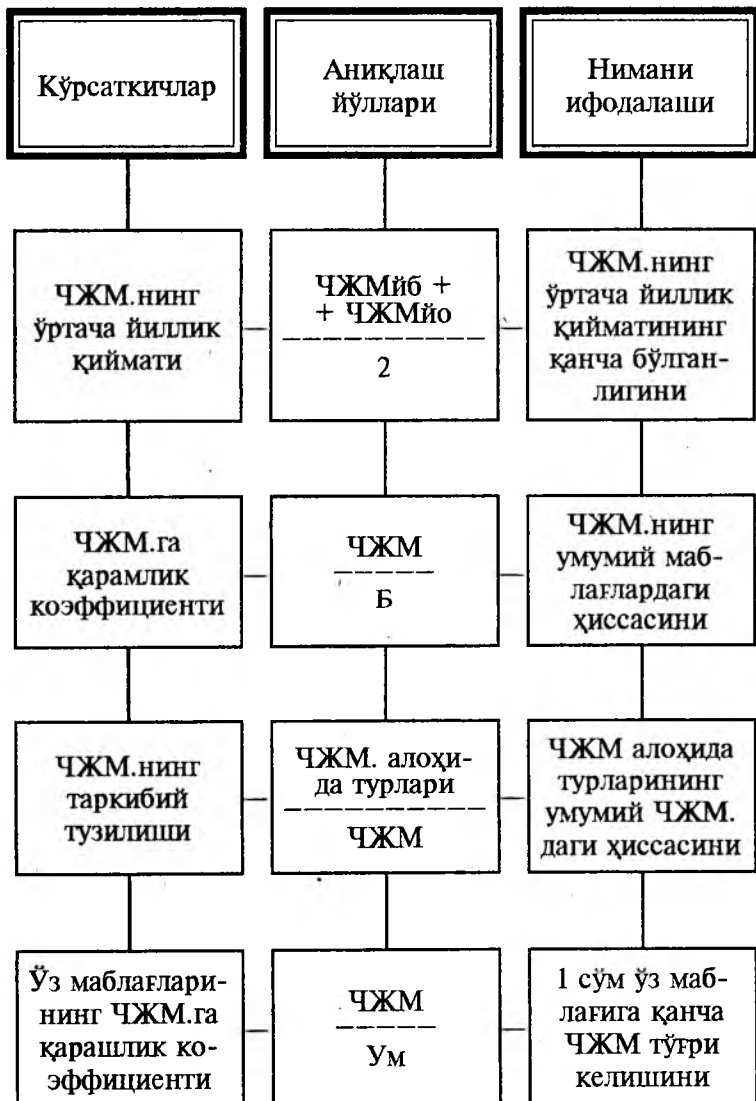 Кўрсаткичлар
Аниқлаш
йўллари
Нимани
ифодалаши
ЧЖМ.нинг
ўртача йиллик
қиймати
ЧЖМйб +
+ ЧЖМйо
2
ЧЖМ.нинг
ўртача йиллик
қийматининг
қанча бўлган-
лигини
ЧЖМ.га
қарамлик
коэффициенти
ЧЖМ
Б
ЧЖМ.нинг
умумий маб-
лағлардаги
ҳиссасини
ЧЖМ.нинг
таркибий
тузилиши
ЧЖМ. алоҳи-
да турлари
ЧЖМ
ЧЖМ алоҳида
турларининг
умумий ЧЖМ.
даги ҳиссасини
Ўз маблағлари-
нинг ЧЖМ.га
қарашлик ко-
эффициенти
ЧЖМ
Ум
1 сўм ўз маб-
лағига қанча
ЧЖМ тўғри
келишини